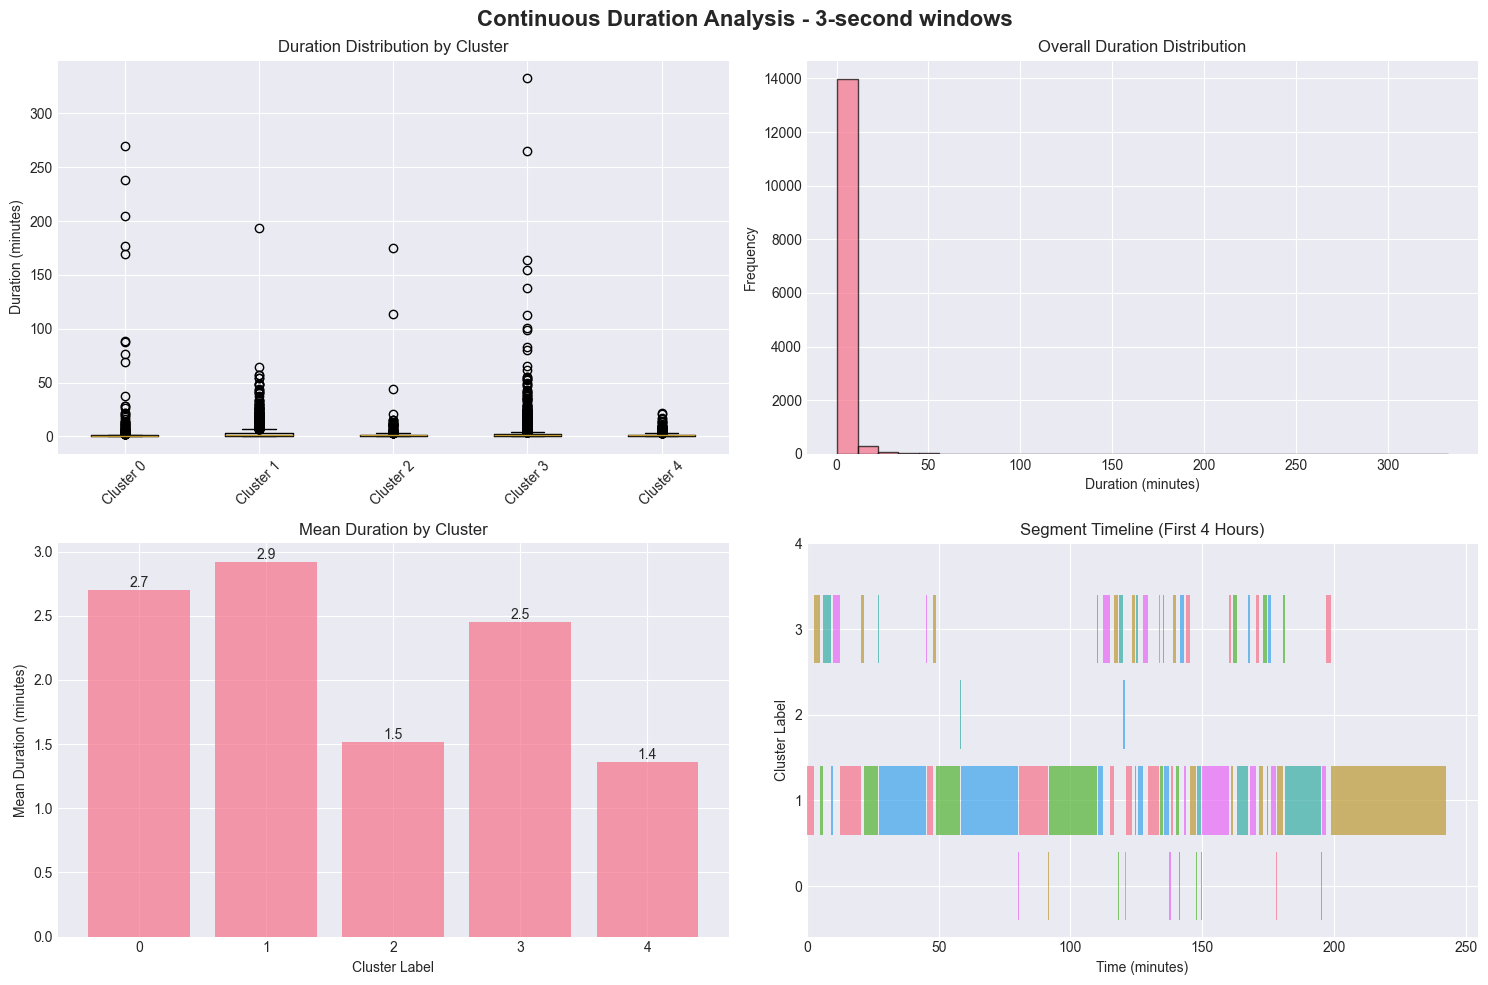 Continuous Duration Analysis - 3-second windows
Duration Distribution by Cluster
Duration (minutes)
300
250
200
150
100
50
0
Cluster 0
Cluster 1
Cluster 2
Cluster 3
Cluster 4
Overall Duration Distribution
Frequency
14000
12000
10000
8000
6000
4000
2000
0
0
50
100
150
200
250
300
Duration (minutes)
Mean Duration by Cluster
Mean Duration (minutes)
3.0
2.5
2.0
1.5
1.0
0.5
0.0
2.7
2.9
1.5
2.5
1.4
0
1
2
3
4
Cluster Label
Segment Timeline (First 4 Hours)
Cluster Label
4
3
2
1
0
0
50
100
150
200
250
Time (minutes)